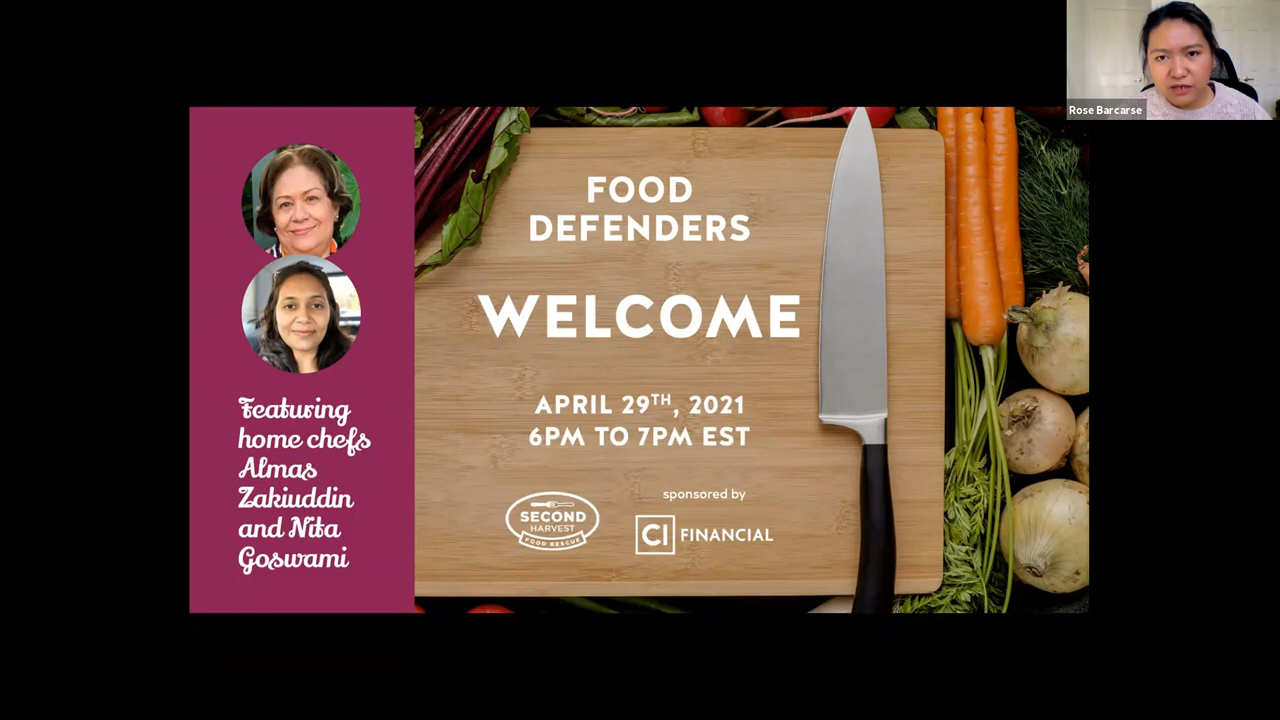 Rose Barcarse
FOOD
DEFENDERS
WELCOME
APRIL 29TH, 2021
6PM TO 7PM EST
SECOND
HARVEST
FOOD RESCUE
sponsored by
CI FINANCIAL
Featuring
home chefs
Almas
Zakiuddin
and Nita
Goswami